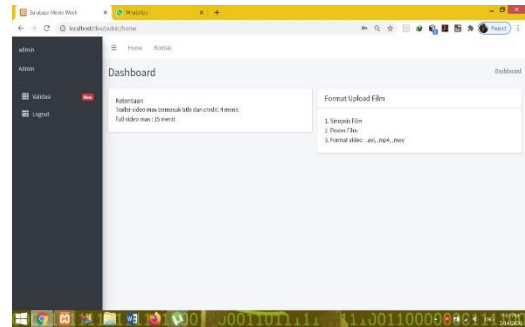 Surabaya Movie Week
WhatsApp
localhost/
/public/home
Paused
admin
Home Kontak
Admin
Dashboard
Dashboard
Validasi New
Logout
Ketentuan
Trailer video max termasuk title dan credit 4 menit
Full video max : 15 menit
Format Upload Film
1. Sinopsis Film
2. Poster Film
3. Format video : .avi, .mp4, .mov